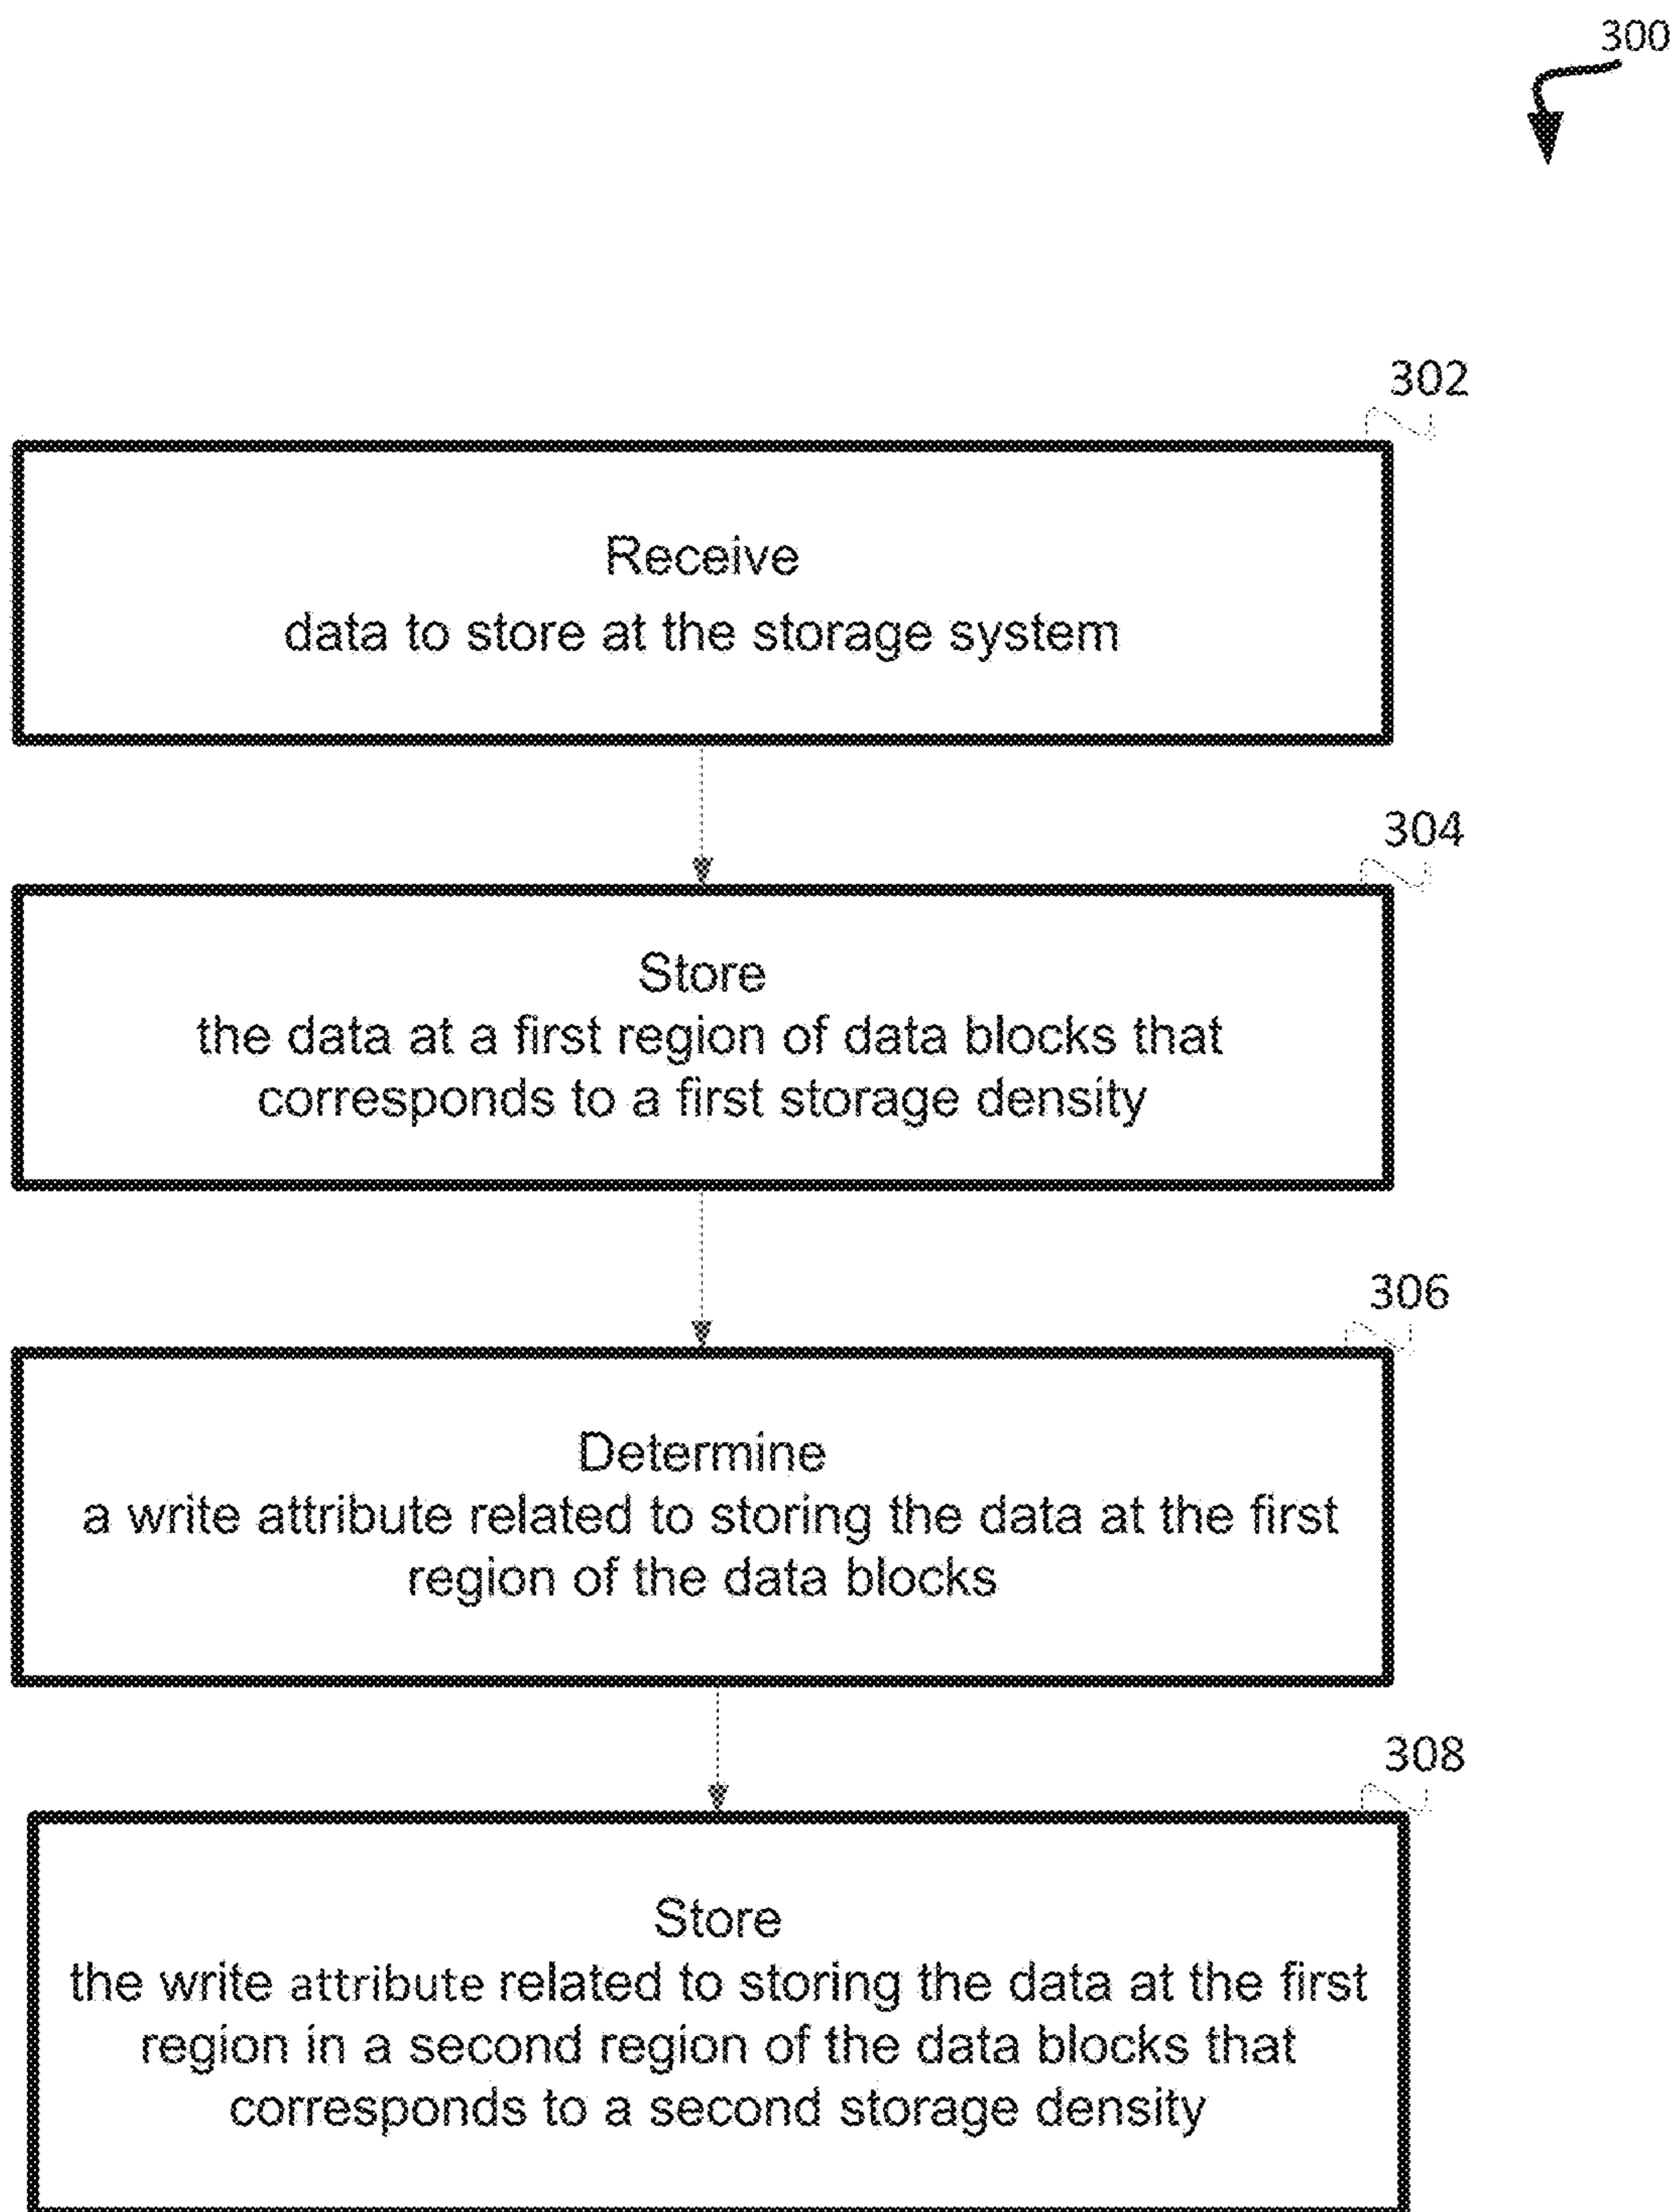 300
302
Receive
data to store at the storage system
304
Store
the data at a first region of data blocks that
corresponds to a first storage density
306
Determine
a write attribute related to storing the data at the first
region of the data blocks
308
Store
the write attribute related to storing the data at the first
region in a second region of the data blocks that
corresponds to a second storage density